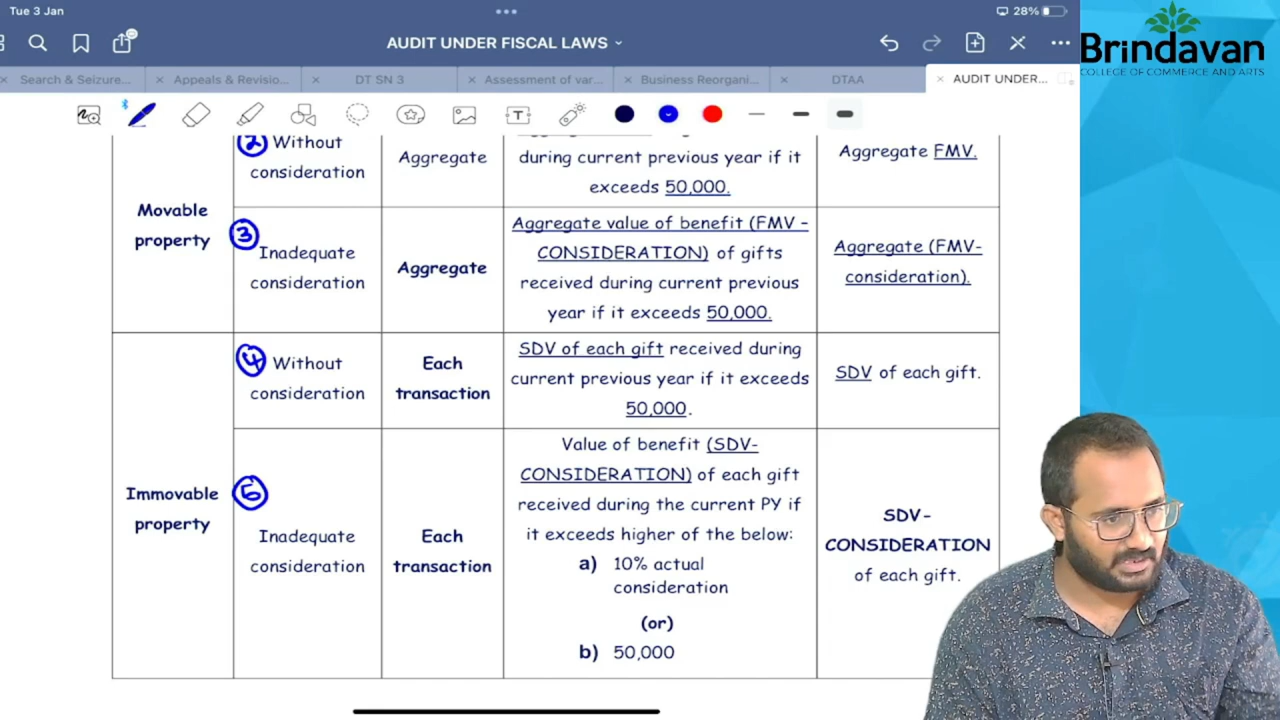 Tue 3 Jan
28%
AUDIT UNDER FISCAL LAWS
Brindavan
COLLEGE OF COMMERCE AND ARTS
Search & Seizure...
Appeals & Revisio...
DT SN 3
Assessment of var...
Business Reorgani...
DTAA
AUDIT UNDER...
Movable
property
2 Without
consideration
Aggregate
during current previous year if it
exceeds 50,000.
Aggregate FMV.
3
Inadequate
consideration
Aggregate
Aggregate value of benefit (FMV -
CONSIDERATION) of gifts
received during current previous
year if it exceeds 50,000.
Aggregate (FMV-
consideration).
Immovable
property
4 Without
consideration
Each
transaction
SDV of each gift received during
current previous year if it exceeds
50,000.
SDV of each gift.
5
Inadequate
consideration
Each
transaction
Value of benefit (SDV-
CONSIDERATION) of each gift
received during the current PY if
it exceeds higher of the below:
a) 10% actual
consideration
(or)
b) 50,000
SDV-
CONSIDERATION
of each gift.